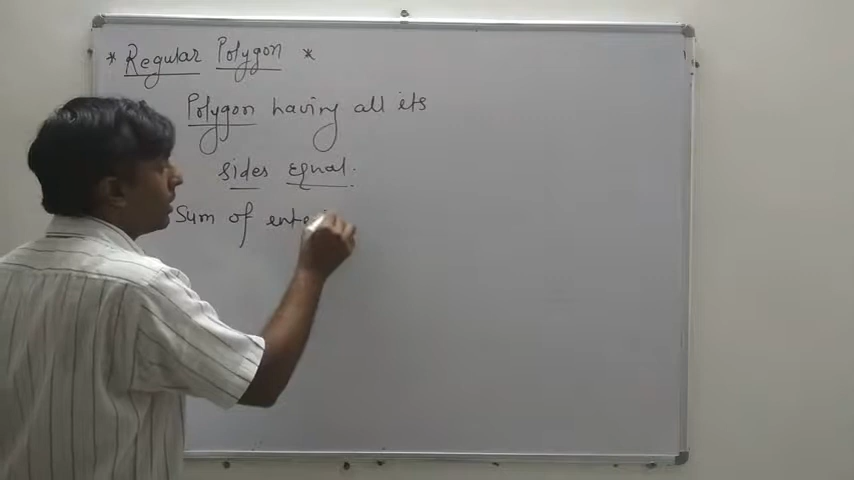 * Regular Polygon *
Polygon having all its
sides equal.
Sum of